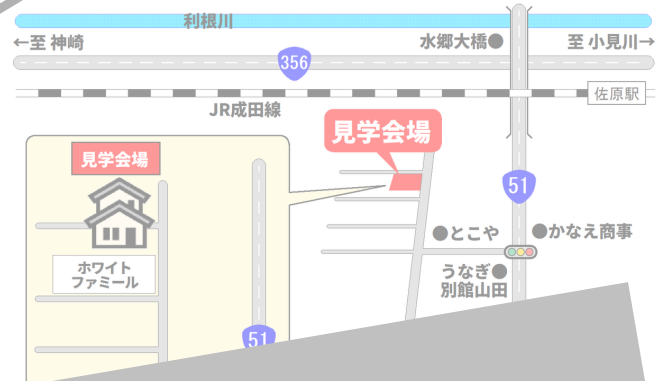 利根川
←至 神崎
水郷大橋●
至 小見川→
356
佐原駅
JR成田線
見学会場
見学会場
51
●とこや
●かなえ商事
うなぎ●
別館山田
ホワイト
ファミール
51